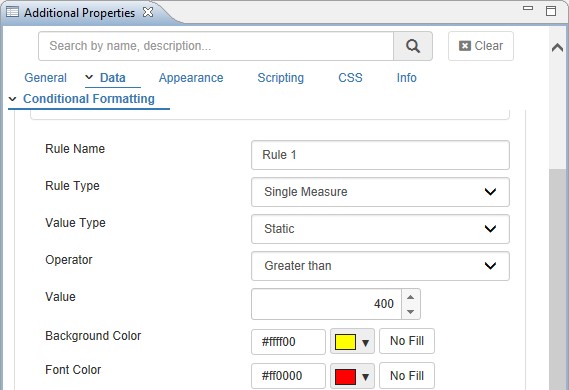 Additional Properties
Search by name, description...
Clear
General Data Appearance Scripting CSS Info
Conditional Formatting
Rule Name Rule 1
Rule Type Single Measure
Value Type Static
Operator Greater than
Value 400
Background Color #ffff00 No Fill
Font Color #ff0000 No Fill